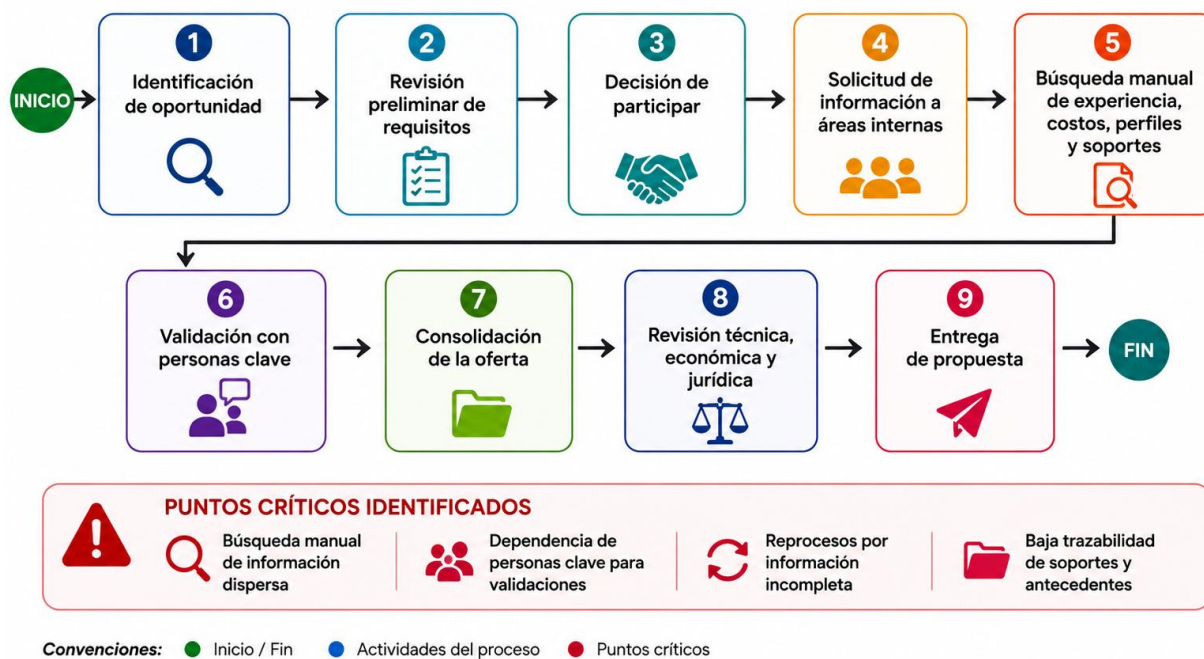 INICIO
1
Identificación
de oportunidad
2
Revisión
preliminar de
requisitos
3
Decisión de
participar
4
Solicitud de
información a
áreas internas
5
Búsqueda manual
de experiencia,
costos, perfiles
y soportes
6
Validación con
personas clave
7
Consolidación
de la oferta
8
Revisión técnica,
económica y
jurídica
9
Entrega
de propuesta
FIN
PUNTOS CRÍTICOS IDENTIFICADOS
Búsqueda manual
de información
dispersa
Dependencia de
personas clave para
validaciones
Reprocesos por
información
incompleta
Baja trazabilidad
de soportes y
antecedentes
Convenciones: Inicio / Fin Actividades del proceso Puntos críticos